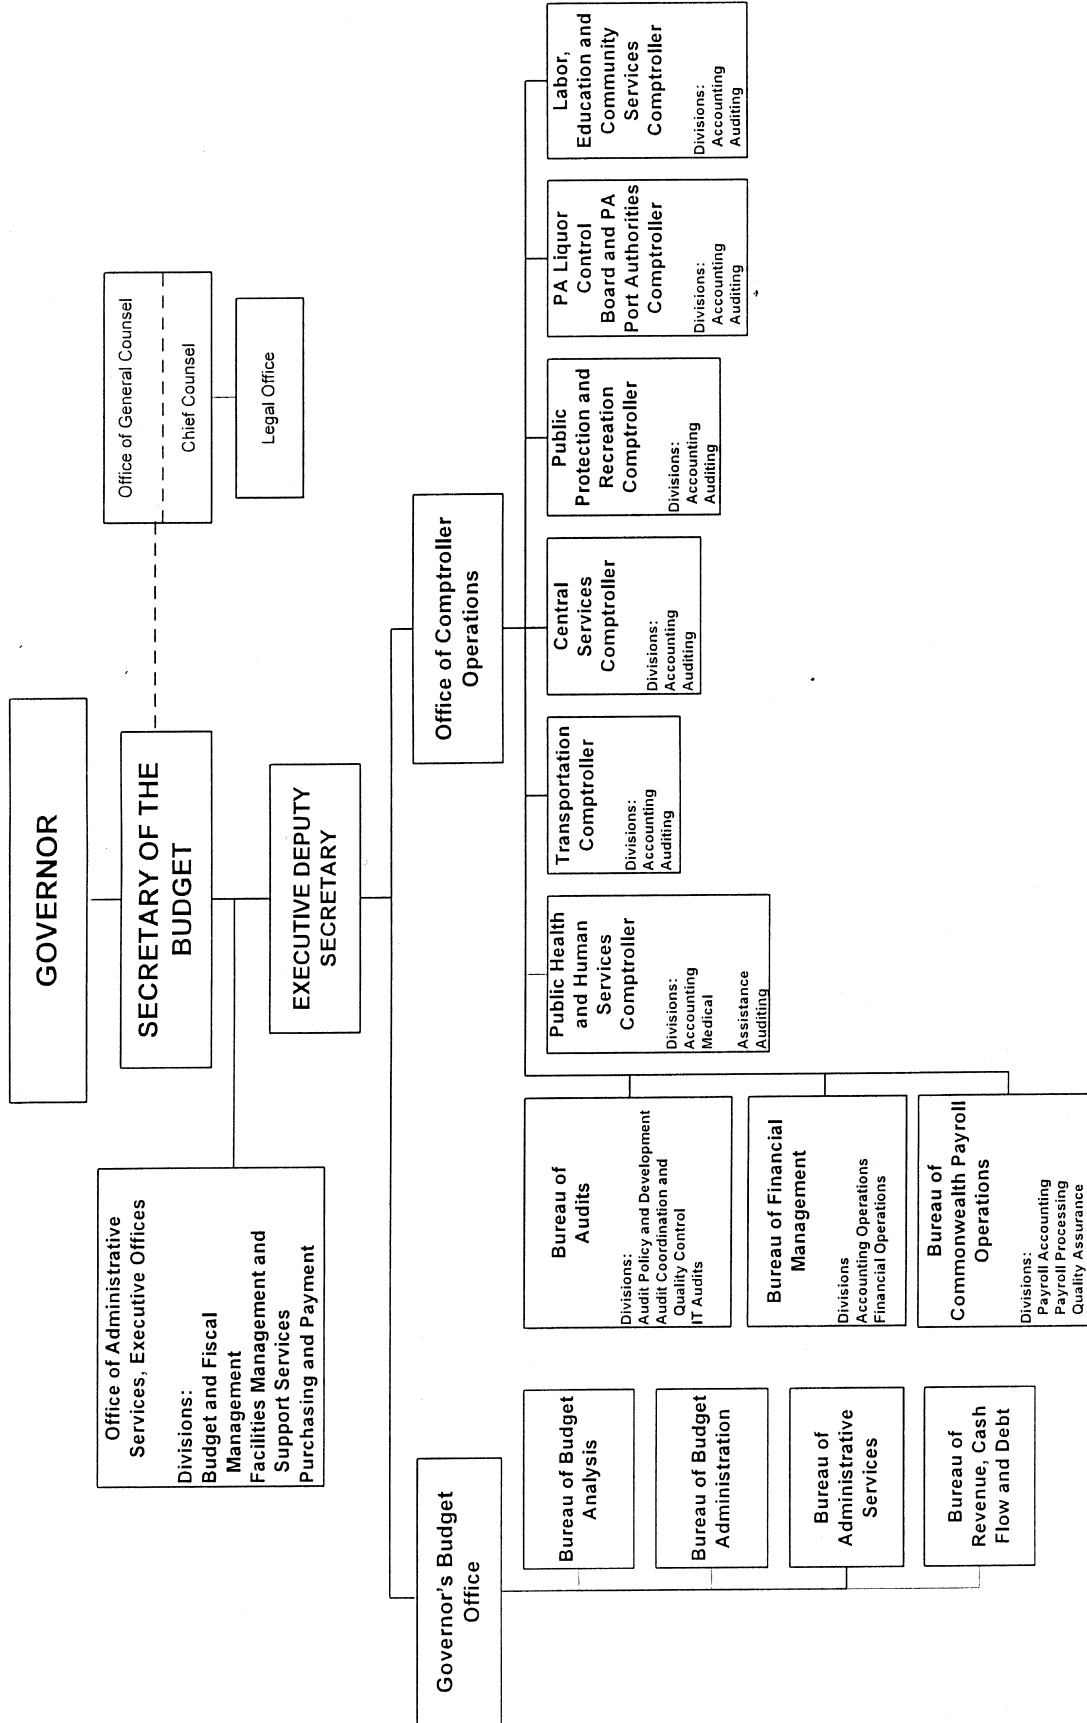 GOVERNOR
SECRETARY OF THE
BUDGET
Office of General Counsel
Chief Counsel
Legal Office
Office of Administrative
Services, Executive Offices
Divisions:
Budget and Fiscal
Management
Facilities Management and
Support Services
Purchasing and Payment
EXECUTIVE DEPUTY
SECRETARY
Governor's Budget
Office
Office of Comptroller
Operations
Bureau of Budget
Analysis
Bureau of Budget
Administration
Bureau of
Administrative
Services
Bureau of
Revenue, Cash
Flow and Debt
Bureau of
Audits
Divisions:
Audit Policy and Development
Audit Coordination and
Quality Control
IT Audits
Bureau of Financial
Management
Divisions
Accounting Operations
Financial Operations
Bureau of
Commonwealth Payroll
Operations
Divisions:
Payroll Accounting
Payroll Processing
Quality Assurance
Public Health
and Human
Services
Comptroller
Divisions:
Accounting
Medical
Assistance
Auditing
Transportation
Comptroller
Divisions:
Accounting
Auditing
Central
Services
Comptroller
Divisions:
Accounting
Auditing
Public
Protection and
Recreation
Comptroller
Divisions:
Accounting
Auditing
PA Liquor
Control
Board and PA
Port Authorities
Comptroller
Divisions:
Accounting
Auditing
Labor,
Education and
Community
Services
Comptroller
Divisions:
Accounting
Auditing